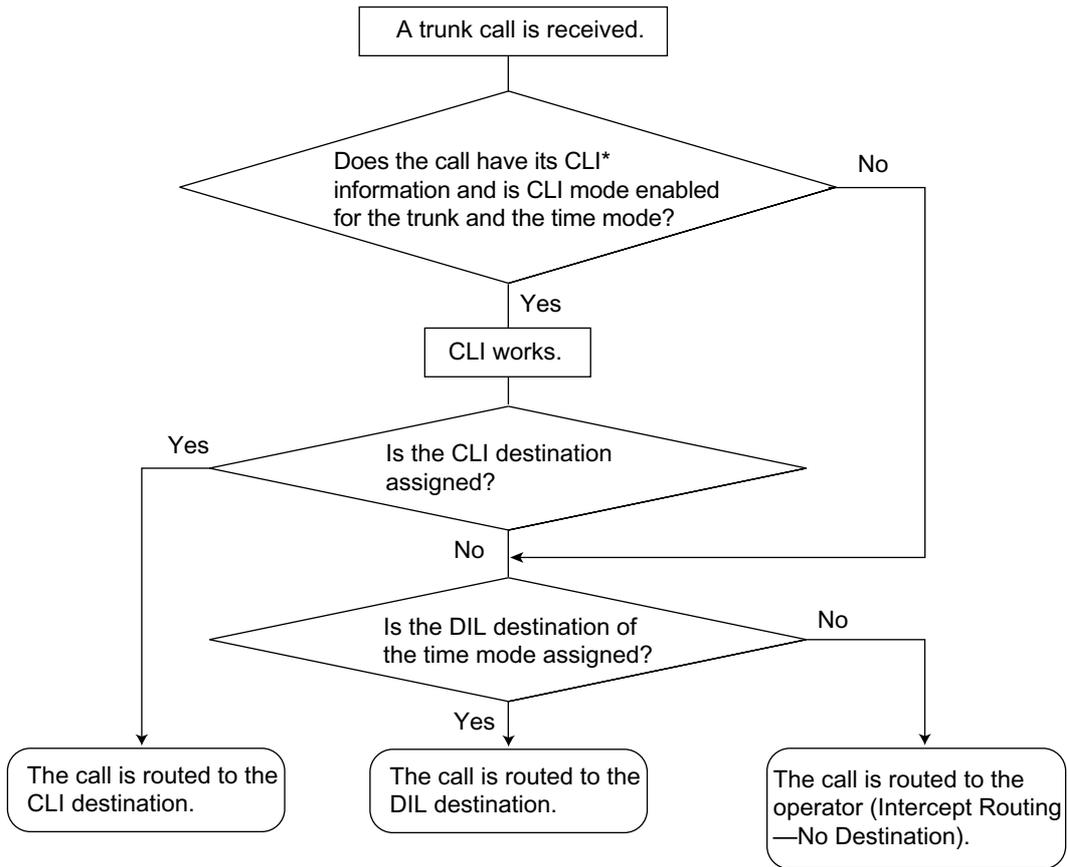 A trunk call is received.
Does the call have its CLI*
information and is CLI mode enabled
for the trunk and the time mode?
No
Yes
CLI works.
Yes
Is the CLI destination
assigned?
No
Is the DIL destination of
the time mode assigned?
No
Yes
The call is routed to the
CLI destination.
The call is routed to the
DIL destination.
The call is routed to the
operator (Intercept Routing
—No Destination).